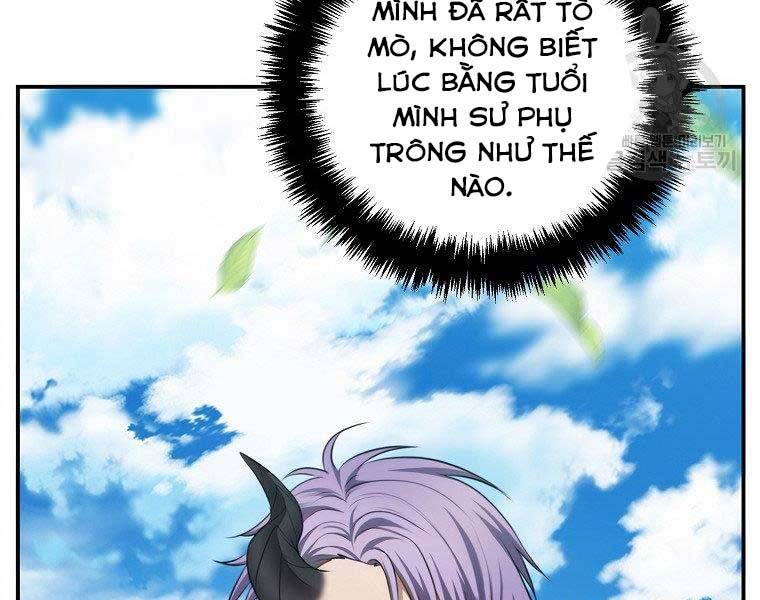 MÌNH ĐÃ RẤT TÒ
MÒ, KHÔNG BIẾT
LÚC BẰNG TUỔI
MÌNH SƯ PHỤ
TRÔNG NHƯ THẾ
NÀO.